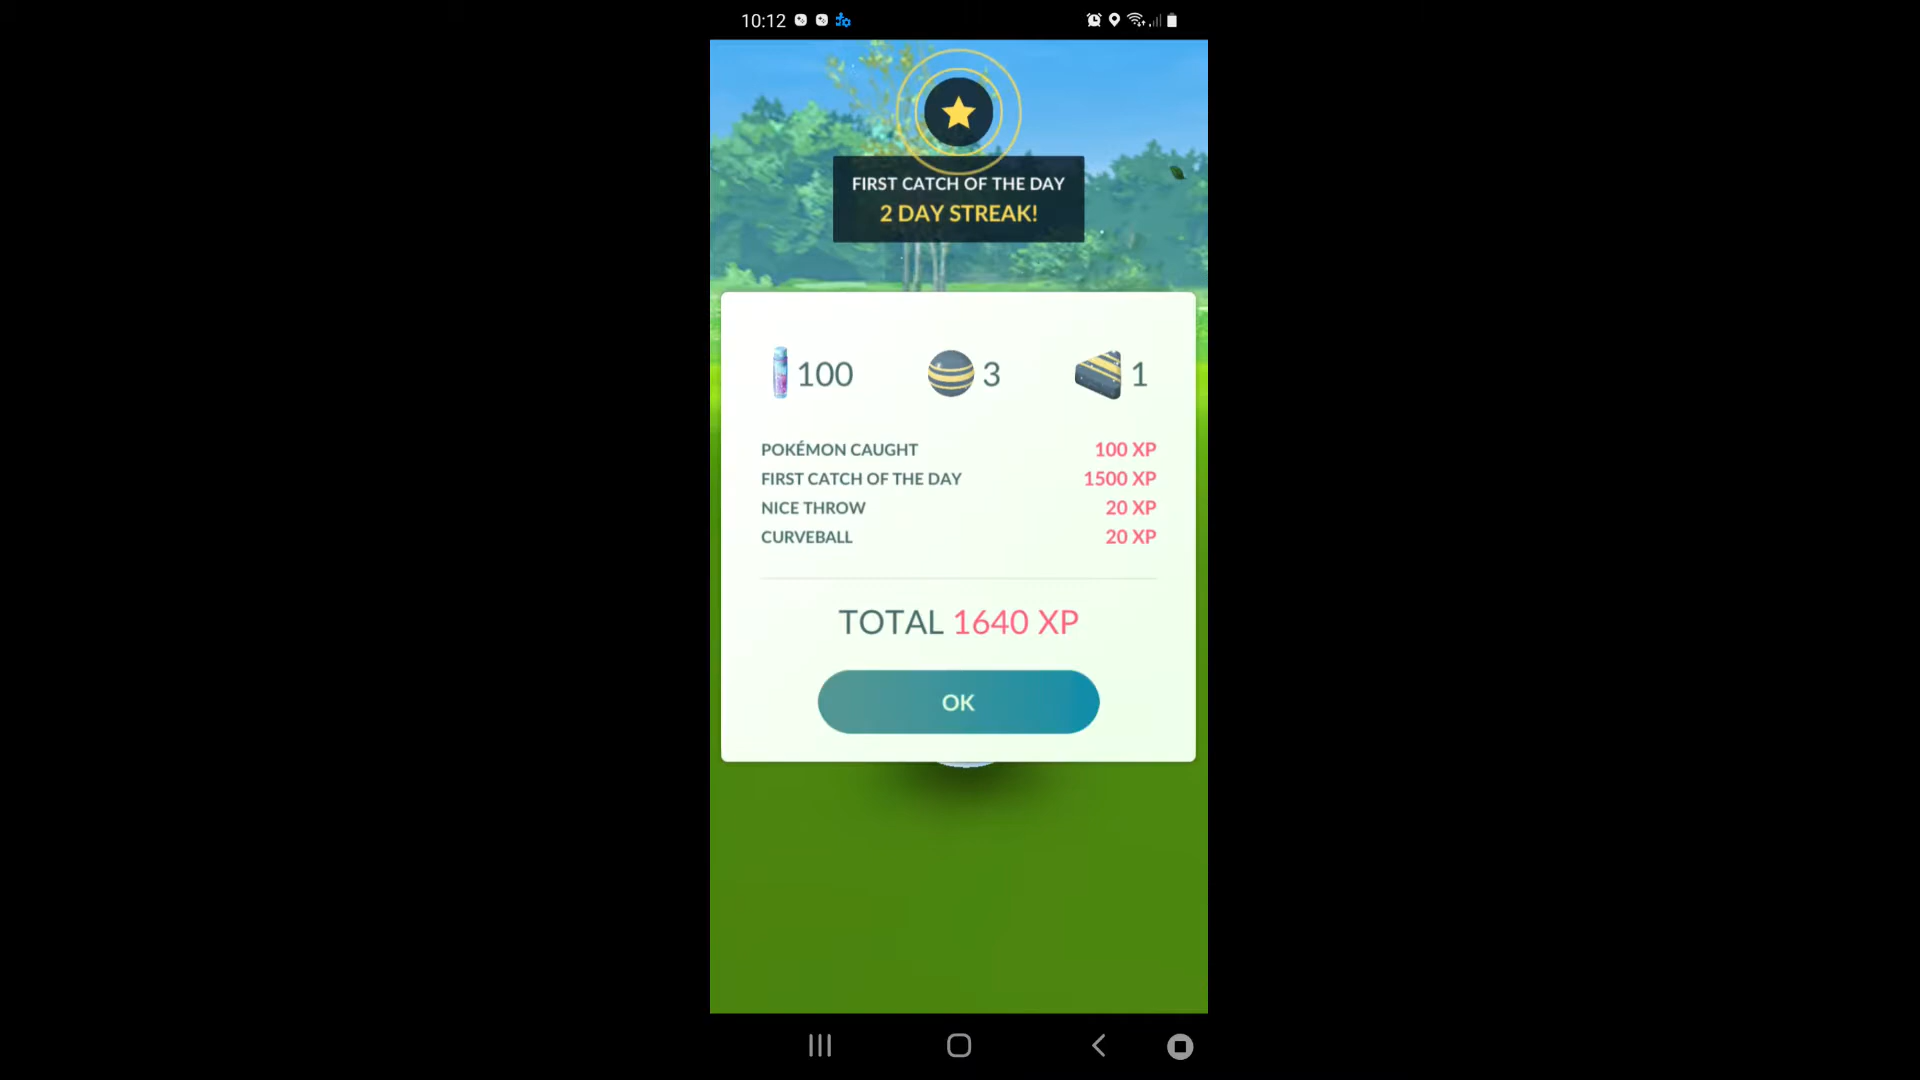 10:12
FIRST CATCH OF THE DAY
2 DAY STREAK!
100 3 1
POKÉMON CAUGHT 100 XP
FIRST CATCH OF THE DAY 1500 XP
NICE THROW 20 XP
CURVEBALL 20 XP
TOTAL 1640 XP
OK